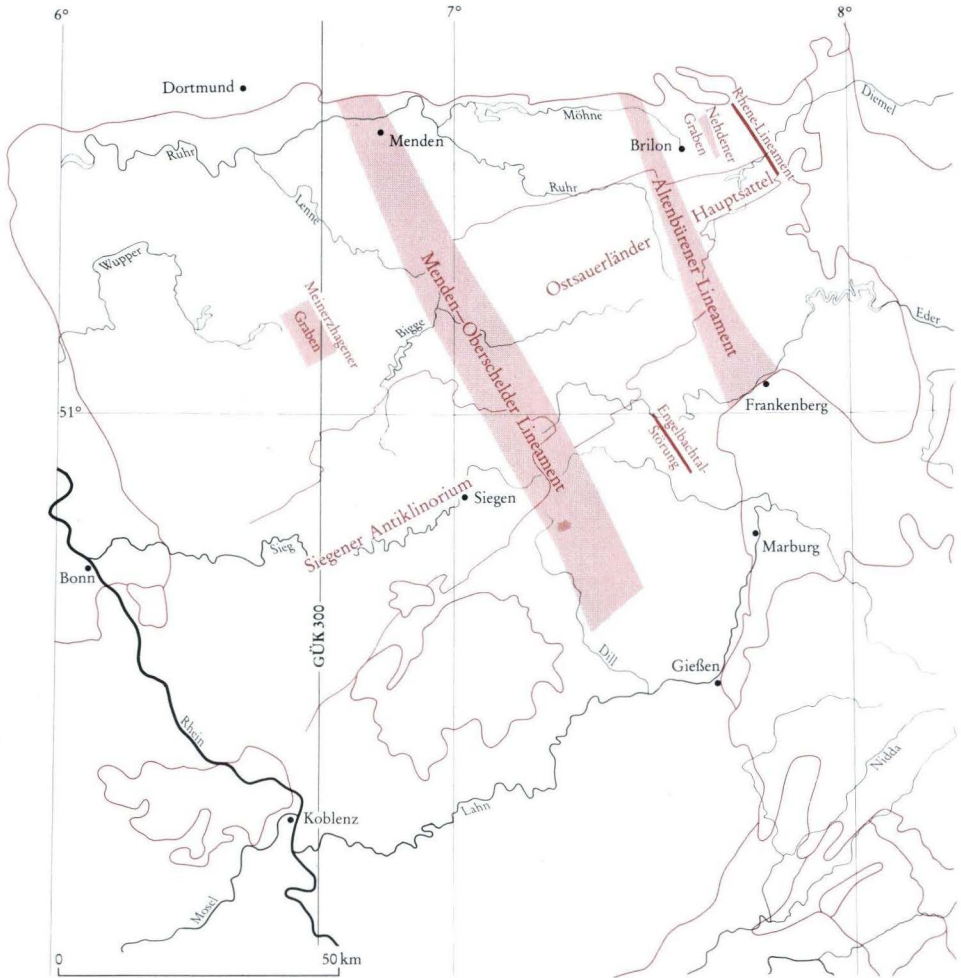 6°
7°
8°
Dortmund
Diemel
Rhene-Lineament
Möhne
Nehdener
Graben
Menden
Brilon
Ruhr
Ruhr
Hauptsattel
Lenne
Altenbürener Lineament
Ostsauerländer
Wupper
Menden–Oberschelder Lineament
Meinerzhagener
Graben
Bigge
Eder
51°
Frankenberg
Engelbachtal-
Störung
Siegener Antiklinorium
Siegen
Sieg
Marburg
Bonn
GÜK 300
Dill
Gießen
Rhein
Nidda
Lahn
Koblenz
Mosel
0
50 km